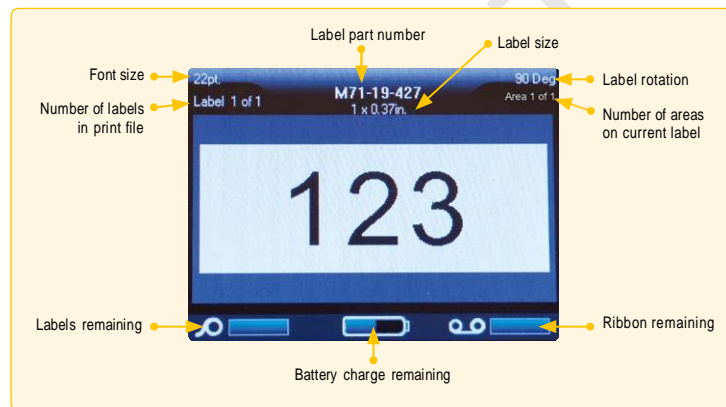 Label part number
Label size
Font size
22pt.
90 Deg
Label rotation
M71-19-427
Number of labels
in print file
Label 1 of 1
1 x 0.37in.
Area 1 of 1
Number of areas
on current label
123
Labels remaining
Ribbon remaining
Battery charge remaining